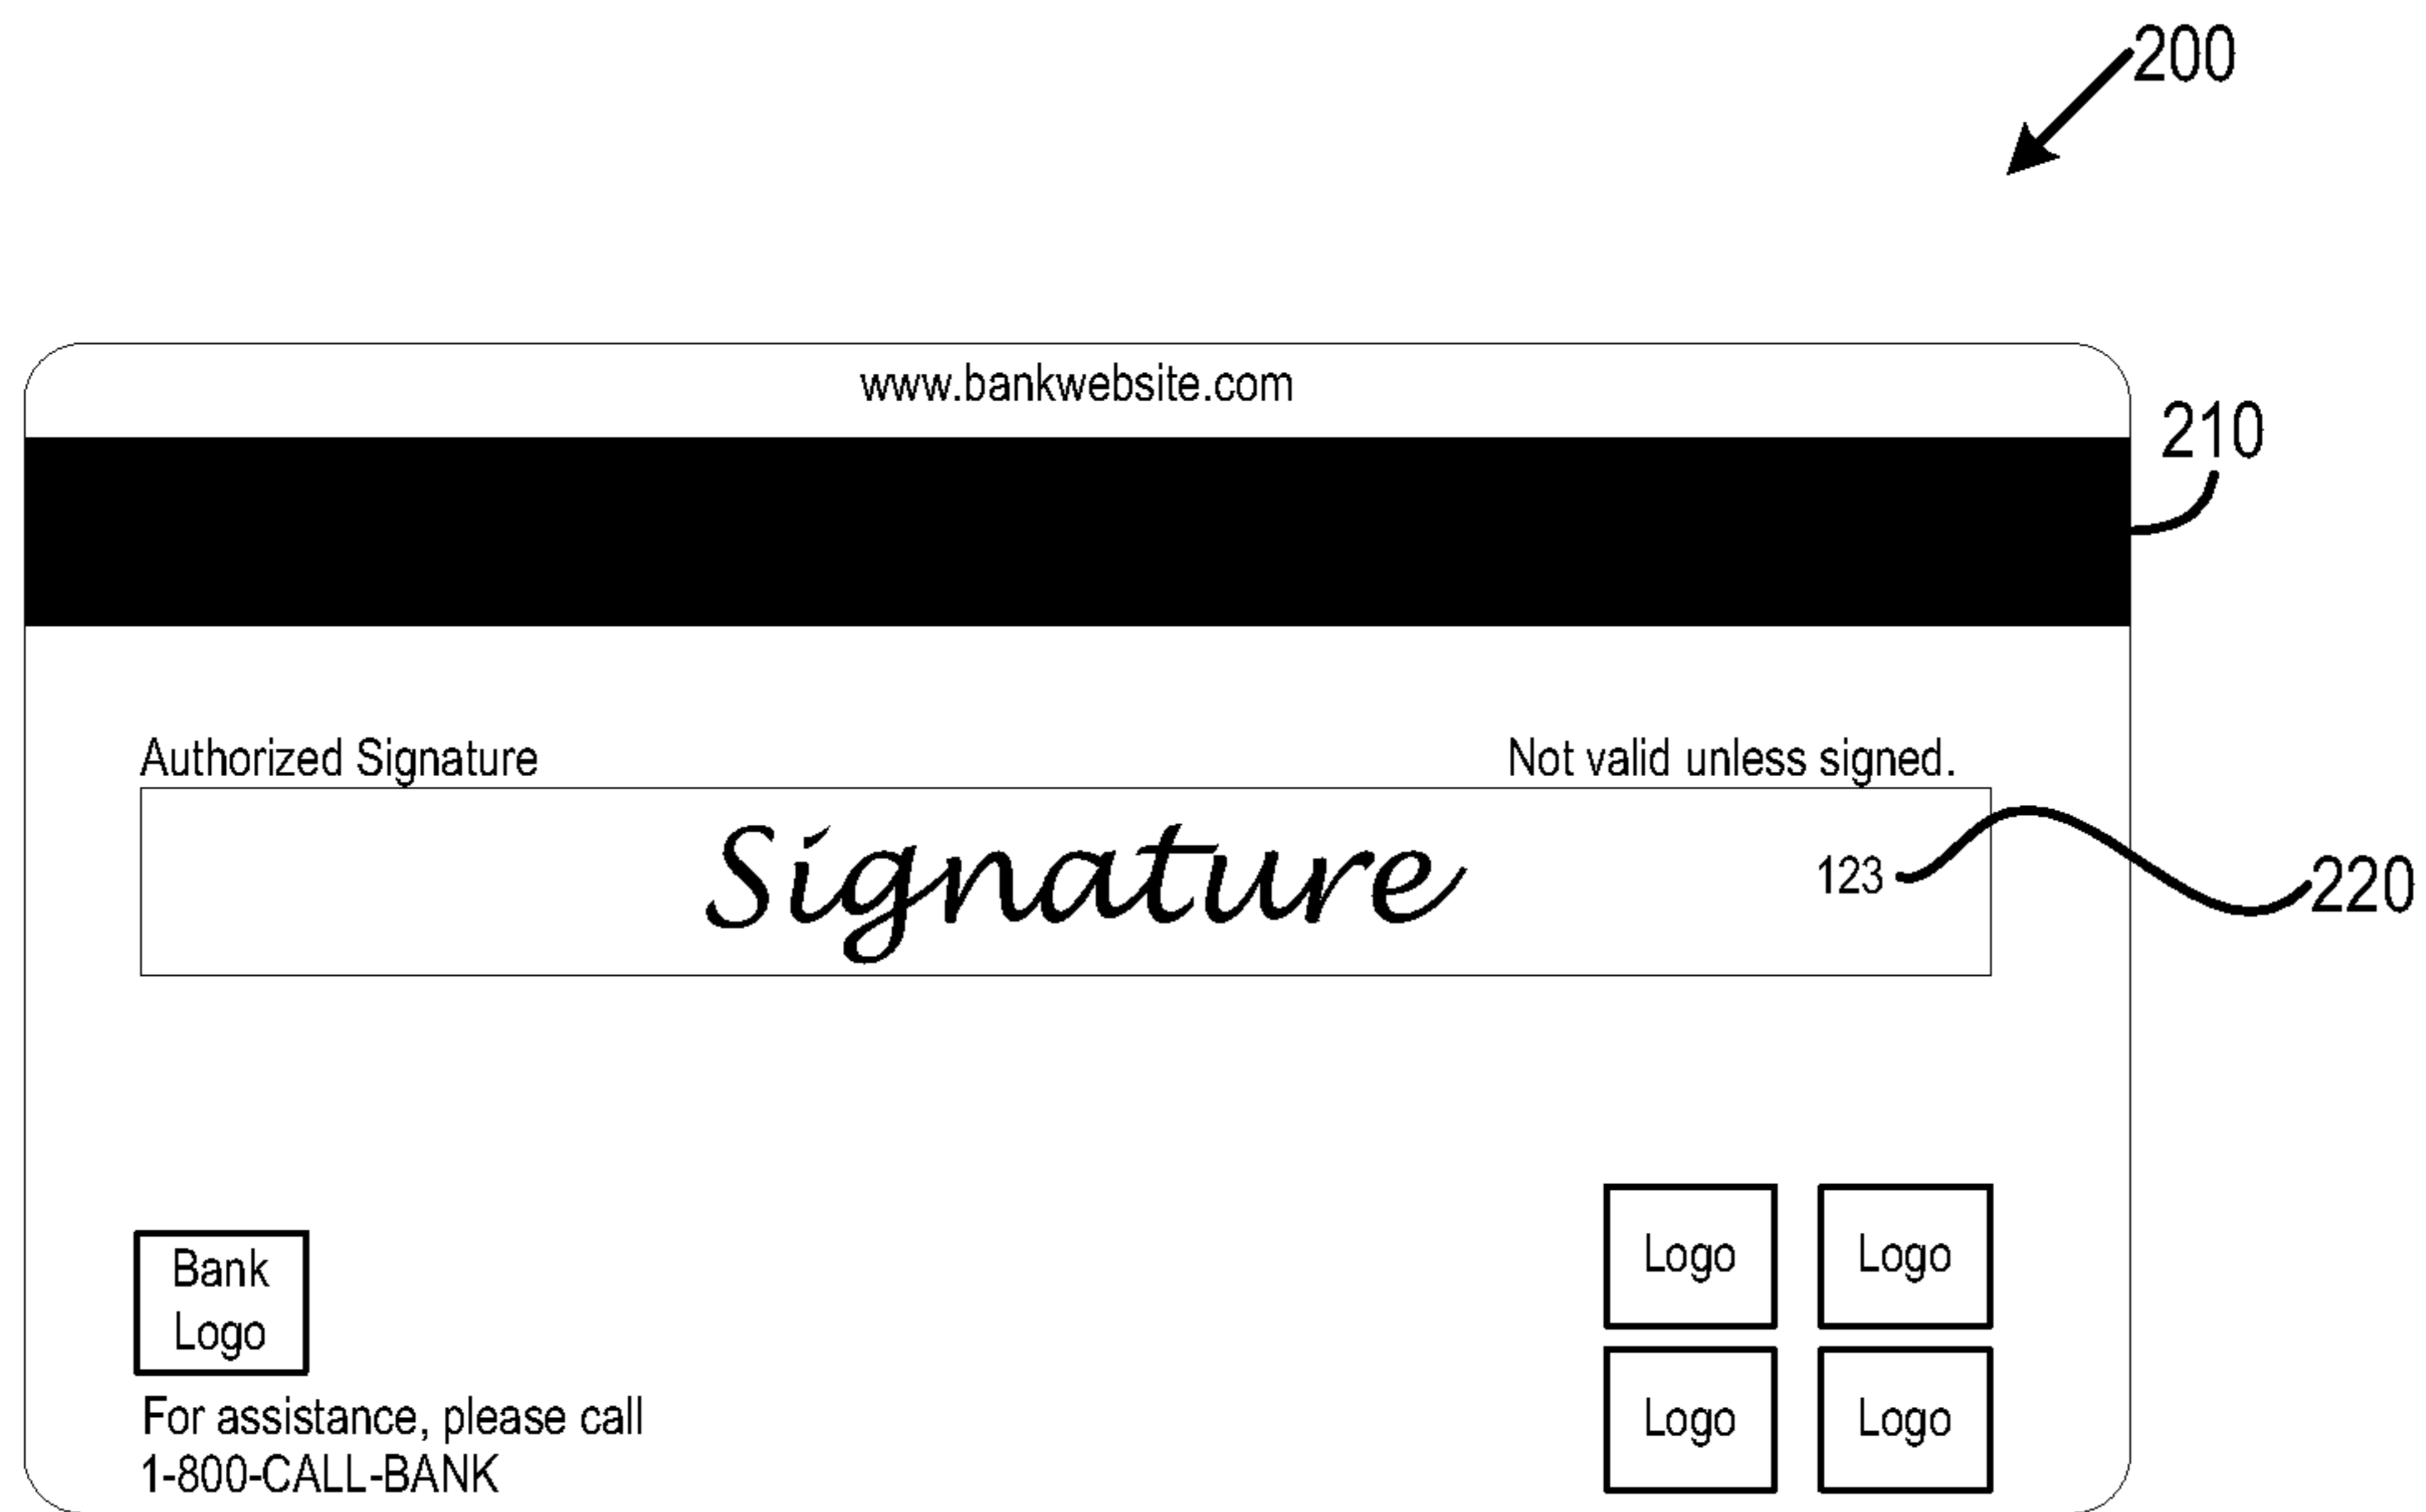 200
www.bankwebsite.com
210
Authorized Signature
Not valid unless signed.
Signature
123
220
Bank
Logo
For assistance, please call
1-800-CALL-BANK
Logo
Logo
Logo
Logo